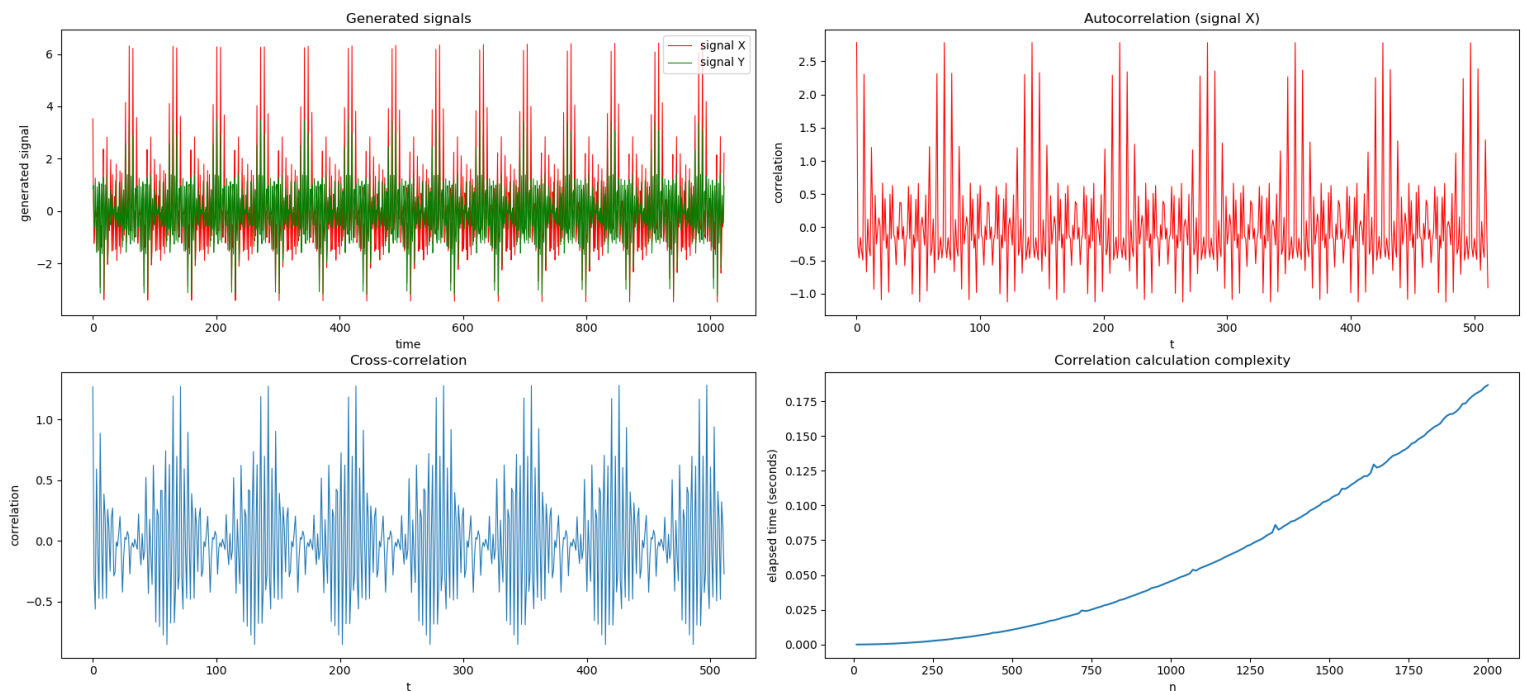 Generated signals
6
4
2
0
−2
generated signal
signal X
signal Y
0 200 400 600 800 1000
time
Autocorrelation (signal X)
2.5
2.0
1.5
1.0
0.5
0.0
−0.5
−1.0
correlation
0 100 200 300 400 500
t
Cross-correlation
1.0
0.5
0.0
−0.5
correlation
0 100 200 300 400 500
t
Correlation calculation complexity
0.175
0.150
0.125
0.100
0.075
0.050
0.025
0.000
elapsed time (seconds)
0 250 500 750 1000 1250 1500 1750 2000
n